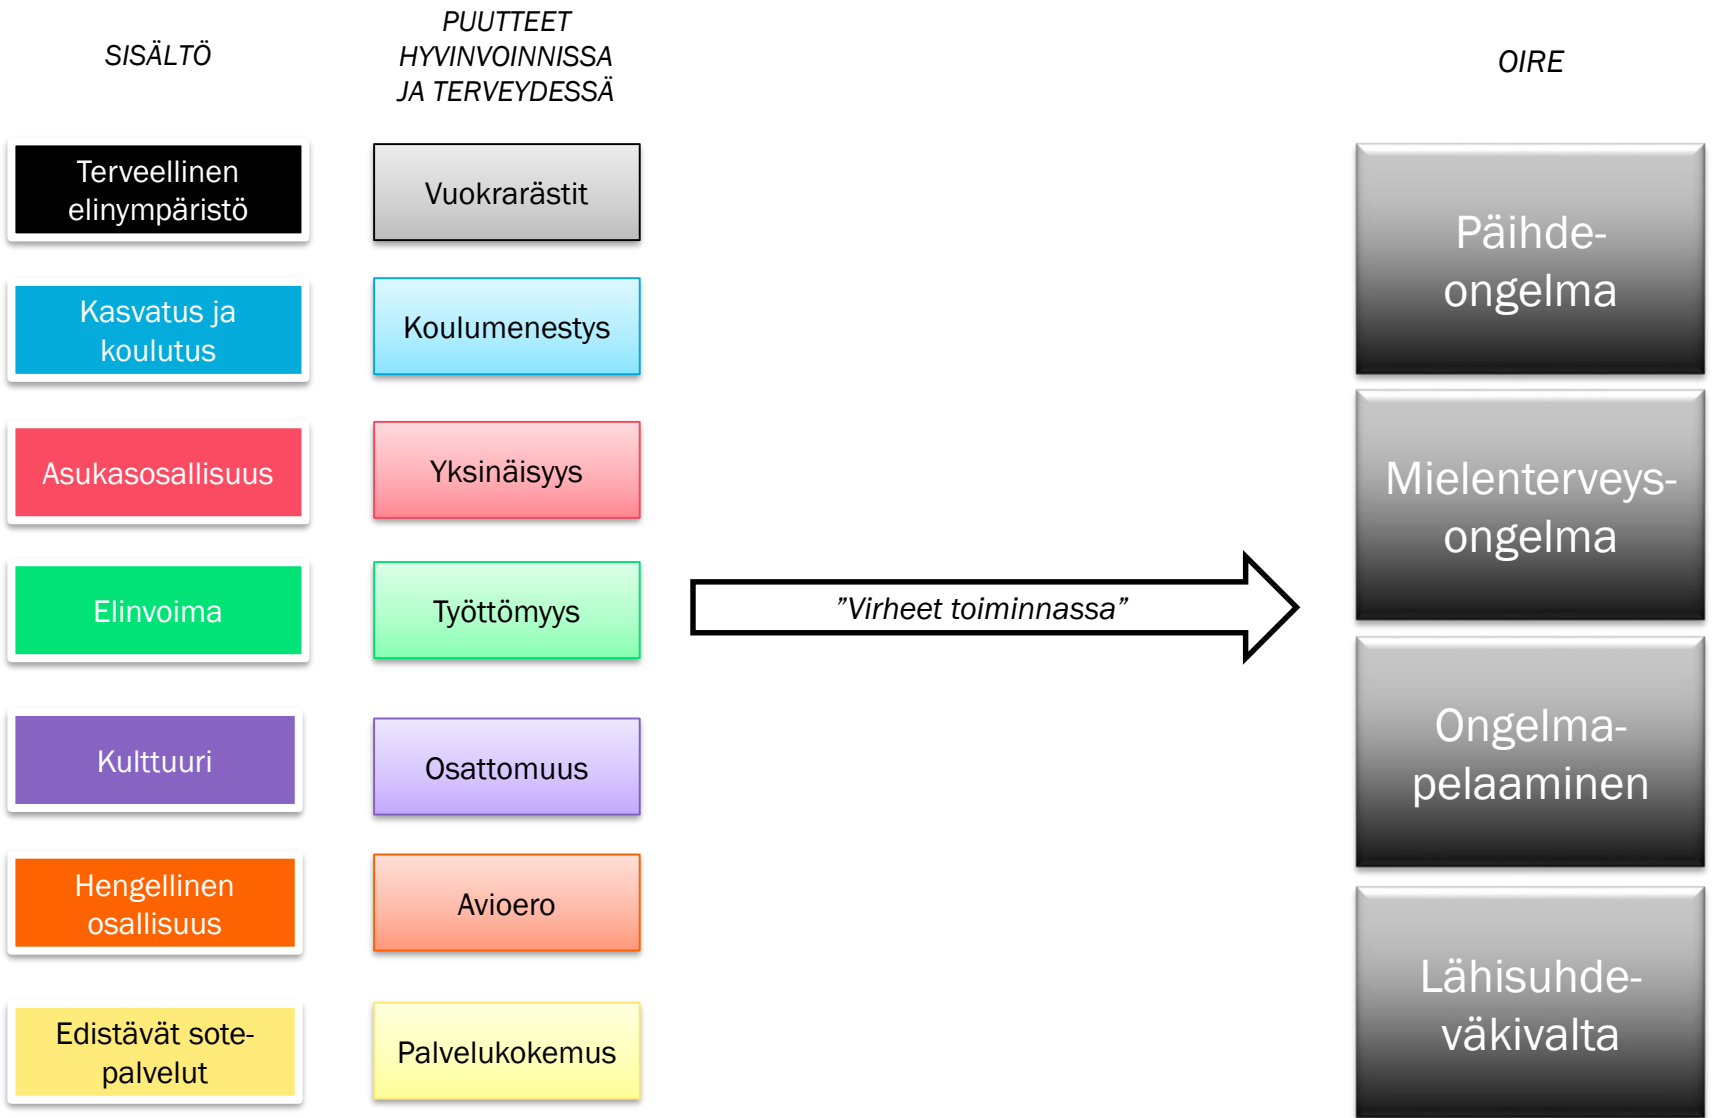 SISÄLTÖ
PUUTTEET
HYVINVOINNISSA
JA TERVEYDESSÄ
OIRE
Terveellinen
elinympäristö
Vuokrarästit
Päihde-
ongelma
Kasvatus ja
koulutus
Koulumenestys
Asukasosallisuus
Yksinäisyys
Mielenterveys-
ongelma
Elinvoima
Työttömyys
”Virheet toiminnassa”
Kulttuuri
Osattomuus
Ongelma-
pelaaminen
Hengellinen
osallisuus
Avioero
Lähisuhde-
väkivalta
Edistävät sote-
palvelut
Palvelukokemus